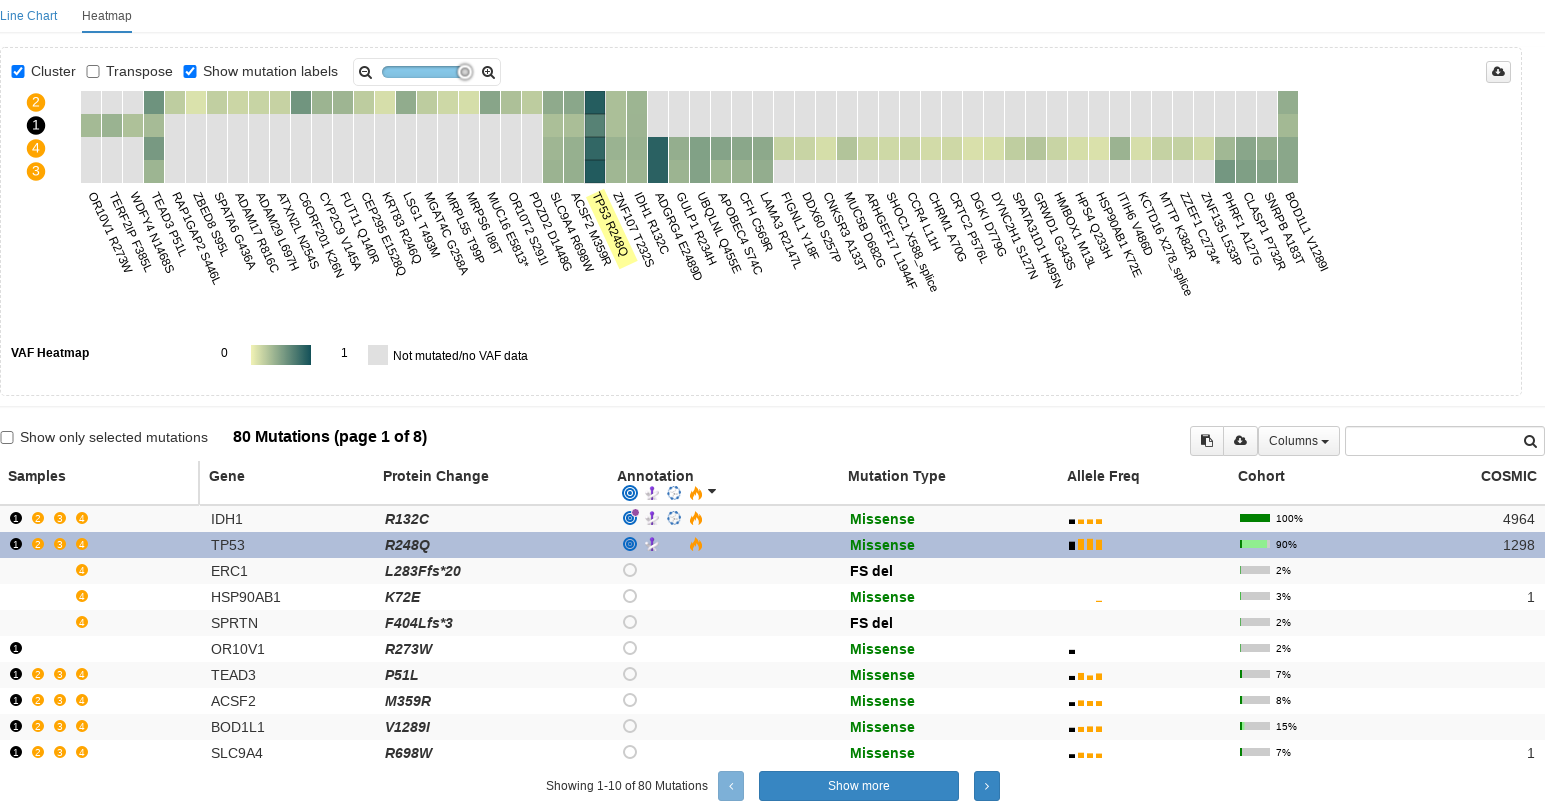 Line Chart Heatmap
Cluster Transpose Show mutation labels
2
1
4
3
OR10V1 R273W
TERF2IP F385L
WDFY4 N1468S
TEAD3 P51L
RAP1GAP2 S446L
ZBED8 S95L
SPATA6 G436A
ADAM17 R816C
ADAM29 L697H
ATXN2L N254S
C6ORF201 K26N
CYP2C9 V145A
FUT11 Q140R
CEP295 E1528Q
KRT83 R246Q
LSG1 T493M
MGAT4C G258A
MRPL55 T99P
MRPS6 I86T
MUC16 E5613*
OR10T2 S291I
PDZD2 D1448G
SLC9A4 R698W
ACSF2 M359R
TP53 R248Q
ZNF107 T232S
IDH1 R132C
ADGRG4 E2489D
GULP1 R234H
UBQLNL Q455E
APOBEC4 S74C
CFH C569R
LAMA3 R2147L
FIGNL1 Y18F
DDX60 S257P
CNKSR3 A133T
MUC5B D682G
ARHGEF17 L1944F
SHOC1 X588_splice
CCR4 L11H
CHRM1 A70G
CRTC2 P576L
DGKI D779G
DYNC2H1 S127N
SPATA31D1 H495N
GRWD1 G343S
HMBOX1 M13L
HPS4 Q233H
HSP90AB1 K72E
ITIH6 V486D
KCTD16 X278_splice
MTTP K382R
ZZEF1 C2734*
ZNF135 L533P
PHRF1 A127G
CLASP1 P732R
SNRPB A183T
BOD1L1 V1289I
VAF Heatmap 0 1 Not mutated/no VAF data
Show only selected mutations 80 Mutations (page 1 of 8) Columns
Samples Gene Protein Change Annotation Mutation Type Allele Freq Cohort COSMIC
1 2 3 4 IDH1 R132C Missense 100% 4964
1 2 3 4 TP53 R248Q Missense 90% 1298
4 ERC1 L283Ffs*20 FS del 2%
4 HSP90AB1 K72E Missense 3% 1
4 SPRTN F404Lfs*3 FS del 2%
1 OR10V1 R273W Missense 2%
1 2 3 4 TEAD3 P51L Missense 7%
1 2 3 4 ACSF2 M359R Missense 8%
1 2 3 4 BOD1L1 V1289I Missense 15%
1 2 3 4 SLC9A4 R698W Missense 7% 1
Showing 1-10 of 80 Mutations ‹ Show more ›